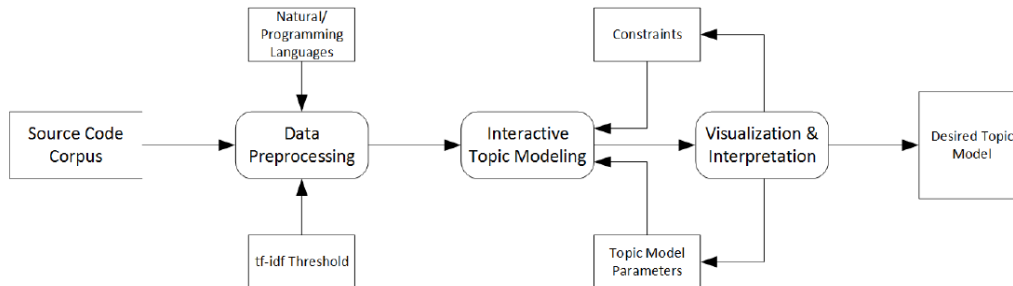 Natural/
Programming
Languages
Constraints
Source Code
Corpus
Data
Preprocessing
Interactive
Topic Modeling
Visualization &
Interpretation
Desired Topic
Model
tf-idf Threshold
Topic Model
Parameters